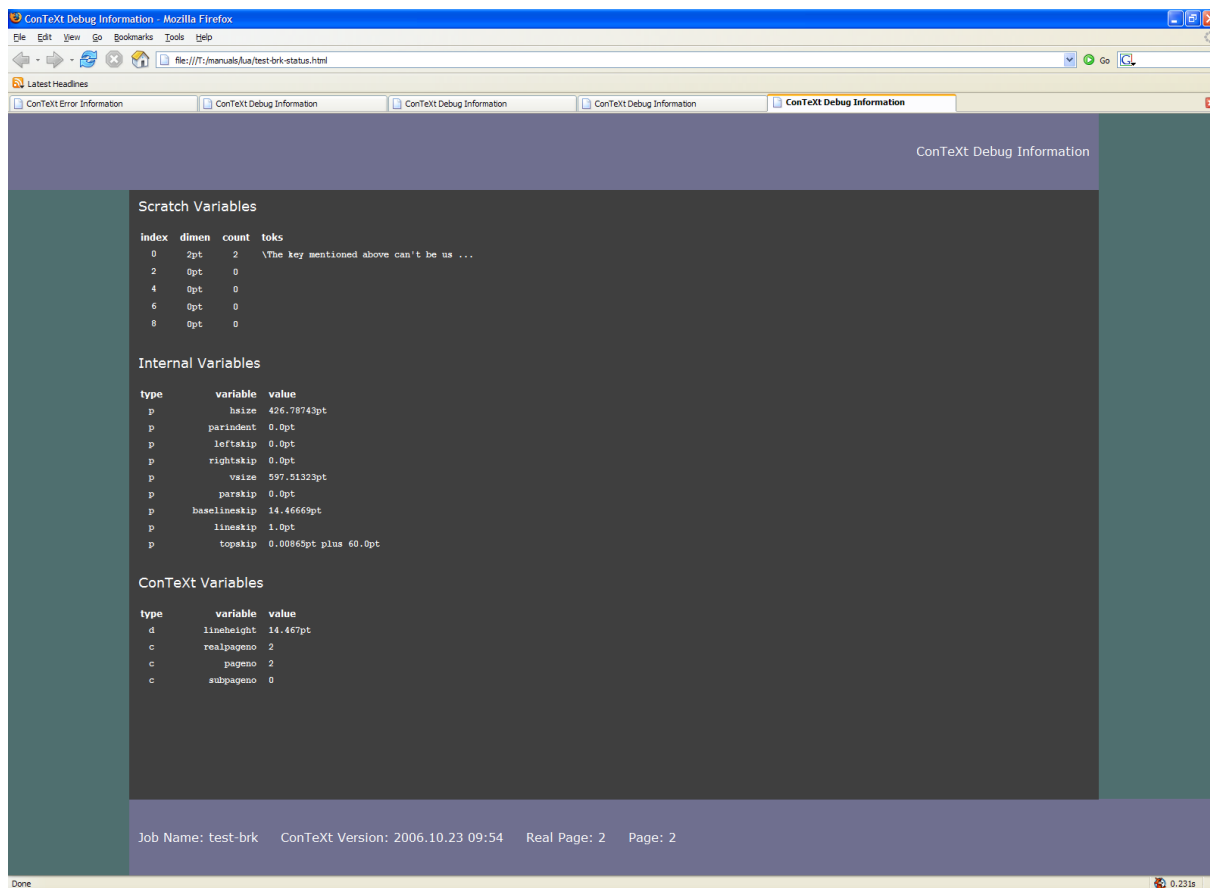 ConTeXt Debug Information - Mozilla Firefox
File Edit View Go Bookmarks Tools Help
file:///T:/manuals/lua/test-brk-status.html Go G
Latest Headlines
ConTeXt Error Information ConTeXt Debug Information ConTeXt Debug Information ConTeXt Debug Information ConTeXt Debug Information
ConTeXt Debug Information
Scratch Variables
index dimen count toks
0 2pt 2 \The key mentioned above can't be us ...
2 0pt 0
4 0pt 0
6 0pt 0
8 0pt 0
Internal Variables
type variable value
p hsize 426.78743pt
p parindent 0.0pt
p leftskip 0.0pt
p rightskip 0.0pt
p vsize 597.51323pt
p parskip 0.0pt
p baselineskip 14.46669pt
p lineskip 1.0pt
p topskip 0.00865pt plus 60.0pt
ConTeXt Variables
type variable value
d lineheight 14.467pt
c realpageno 2
c pageno 2
c subpageno 0
Job Name: test-brk ConTeXt Version: 2006.10.23 09:54 Real Page: 2 Page: 2
Done 0.231s